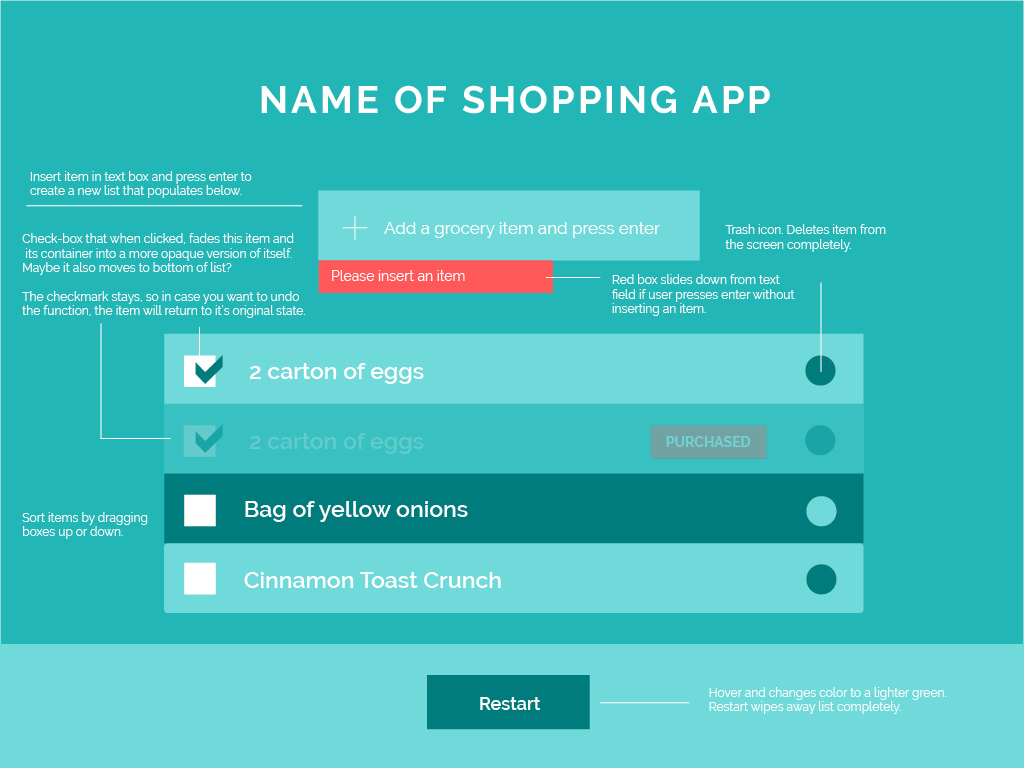 NAME OF SHOPPING APP
Insert item in text box and press enter to
create a new list that populates below.
Add a grocery item and press enter
Please insert an item
Check-box that when clicked, fades this item and
its container into a more opaque version of itself.
Maybe it also moves to bottom of list?
The checkmark stays, so in case you want to undo
the function, the item will return to it's original state.
Trash icon. Deletes item from
the screen completely.
Red box slides down from text
field if user presses enter without
inserting an item.
2 carton of eggs
2 carton of eggs
PURCHASED
Bag of yellow onions
Sort items by dragging
boxes up or down.
Cinnamon Toast Crunch
Restart
Hover and changes color to a lighter green.
Restart wipes away list completely.